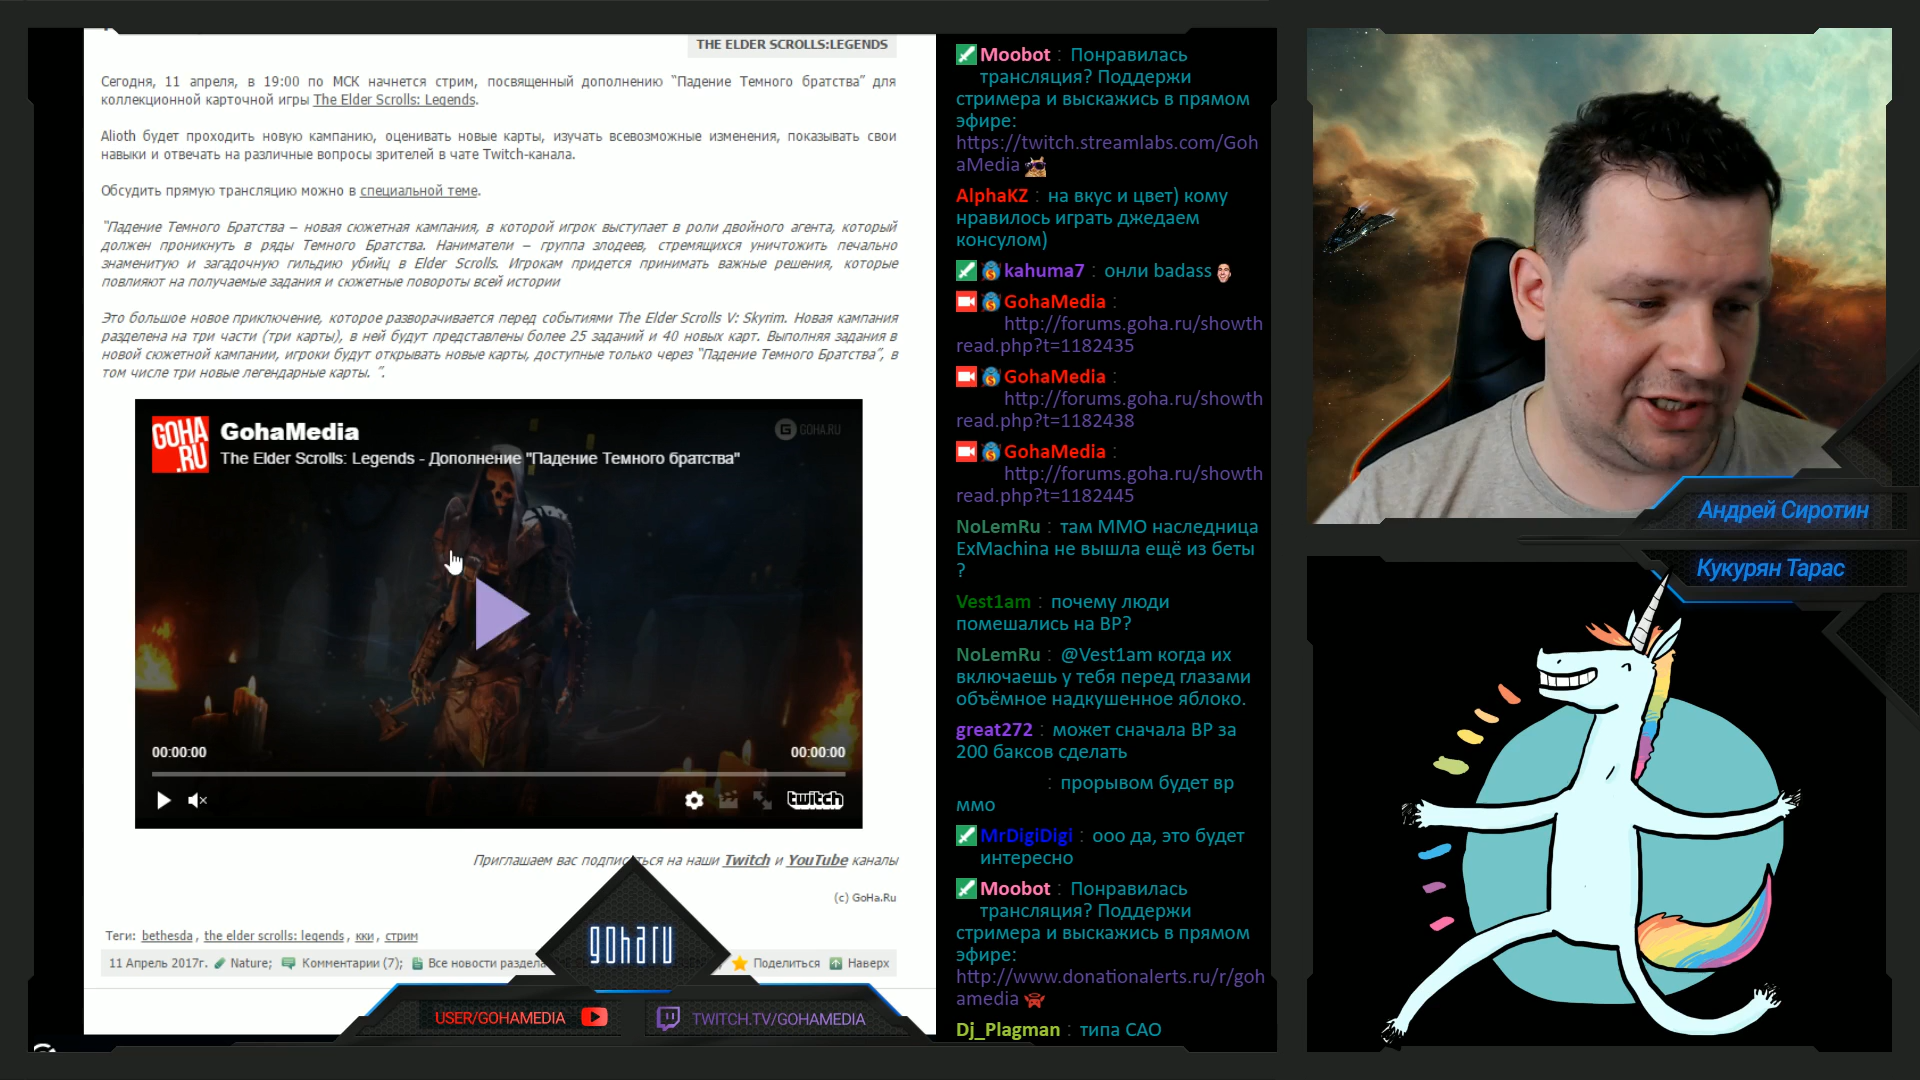 THE ELDER SCROLLS:LEGENDS
Сегодня, 11 апреля, в 19:00 по МСК начнется стрим, посвященный дополнению "Падение Темного братства" для
коллекционной карточной игры The Elder Scrolls: Legends.
Alioth будет проходить новую кампанию, оценивать новые карты, изучать всевозможные изменения, показывать свои
навыки и отвечать на различные вопросы зрителей в чате Twitch-канала.
Обсудить прямую трансляцию можно в специальной теме.
"Падение Темного Братства – новая сюжетная кампания, в которой игрок выступает в роли двойного агента, который
должен проникнуть в ряды Темного Братства. Наниматели – группа злодеев, стремящихся уничтожить печально
знаменитую и загадочную гильдию убийц в Elder Scrolls. Игрокам придется принимать важные решения, которые
повлияют на получаемые задания и сюжетные повороты всей истории
Это большое новое приключение, которое разворачивается перед событиями The Elder Scrolls V: Skyrim. Новая кампания
разделена на три части (три карты), в ней будут представлены более 25 заданий и 40 новых карт. Выполняя задания в
новой сюжетной кампании, игроки будут открывать новые карты, доступные только через "Падение Темного Братства", в
том числе три новые легендарные карты. ".
GOHA.RU
GohaMedia
The Elder Scrolls: Legends - Дополнение "Падение Темного братства"
GOHA.RU
00:00:00
00:00:00
twitch
Приглашаем вас подписаться на наши Twitch и YouTube каналы
(c) GoHa.Ru
Теги: bethesda, the elder scrolls: legends, кки, стрим
11 Апрель 2017г. Nature; Комментарии (7); Все новости раздела
Поделиться Наверх
goharu
USER/GOHAMEDIA
TWITCH.TV/GOHAMEDIA
Moobot : Понравилась
трансляция? Поддержи
стримера и выскажись в прямом
эфире:
https://twitch.streamlabs.com/Goh
aMedia
AlphaKZ : на вкус и цвет) кому
нравилось играть джедаем
консулом)
kahuma7 : онли badass
GohaMedia :
http://forums.goha.ru/showth
read.php?t=1182435
GohaMedia :
http://forums.goha.ru/showth
read.php?t=1182438
GohaMedia :
http://forums.goha.ru/showth
read.php?t=1182445
NoLemRu : там ММО наследница
ExMachina не вышла ещё из беты
?
Vest1am : почему люди
помешались на ВР?
NoLemRu : @Vest1am когда их
включаешь у тебя перед глазами
объёмное надкушенное яблоко.
great272 : может сначала ВР за
200 баксов сделать
: прорывом будет вр
ммо
MrDigiDigi : ооо да, это будет
интересно
Moobot : Понравилась
трансляция? Поддержи
стримера и выскажись в прямом
эфире:
http://www.donationalerts.ru/r/goh
amedia
Dj_Plagman : типа САО
Андрей Сиротин
Кукурян Тарас